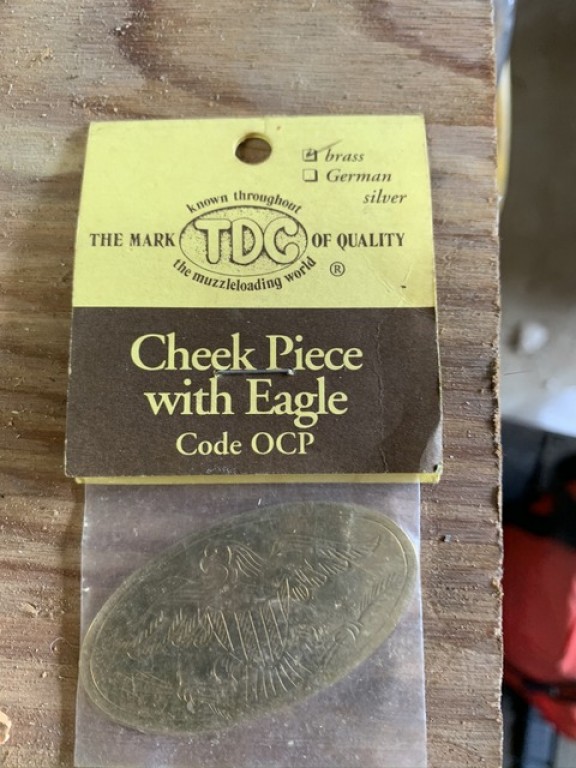 ☑ brass
☐ German
silver
known throughout
THE MARK TDC OF QUALITY
the muzzleloading world
®
Cheek Piece
with Eagle
Code OCP